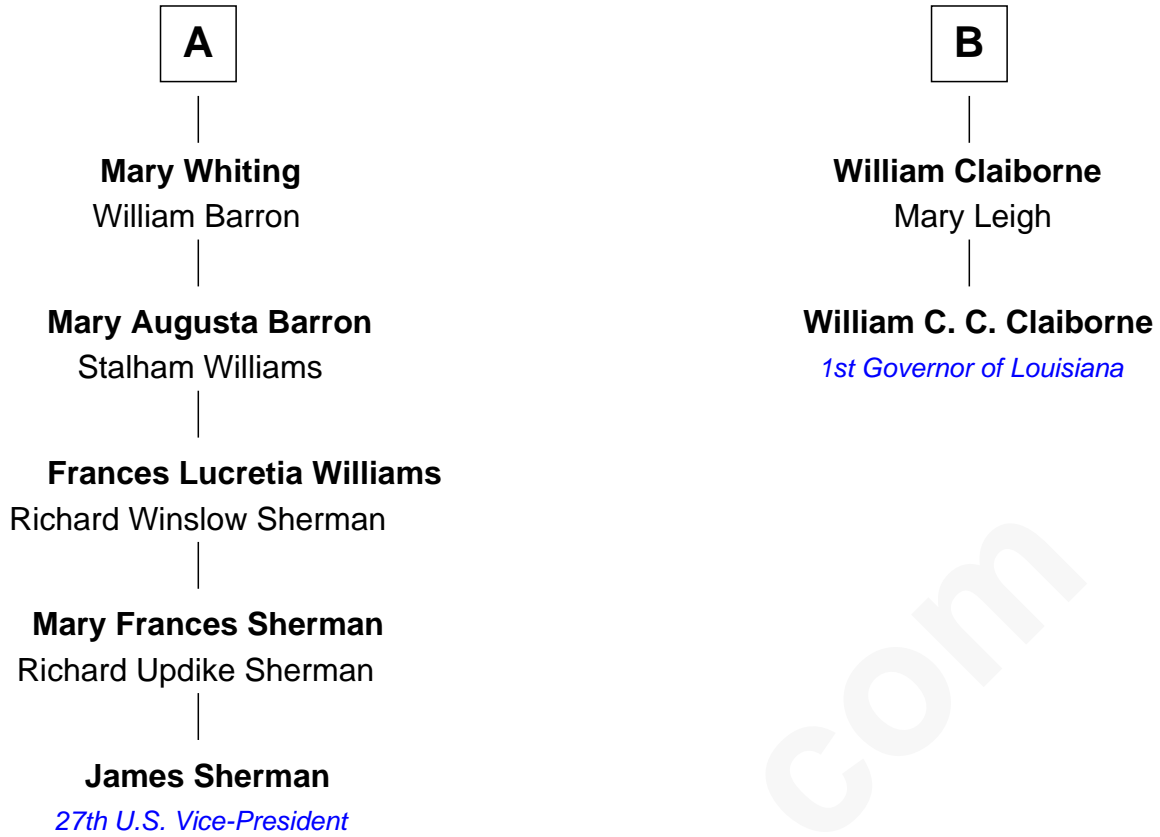 A
Mary Whiting
William Barron
Mary Augusta Barron
Stalham Williams
Frances Lucretia Williams
Richard Winslow Sherman
Mary Frances Sherman
Richard Updike Sherman
James Sherman
27th U.S. Vice-President
B
William Claiborne
Mary Leigh
William C. C. Claiborne
1st Governor of Louisiana
com